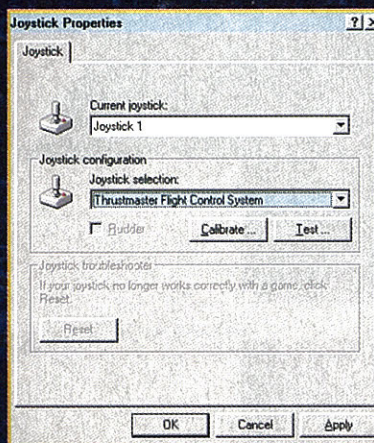 Joystick Properties
Joystick
Current joystick:
Joystick 1
Joystick configuration
Joystick selection:
Thrustmaster Flight Control System
Rudder
Calibrate ...
Test ...
Joystick troubleshooter
If your joystick no longer works correctly with a game, click
Reset.
Reset
OK
Cancel
Apply